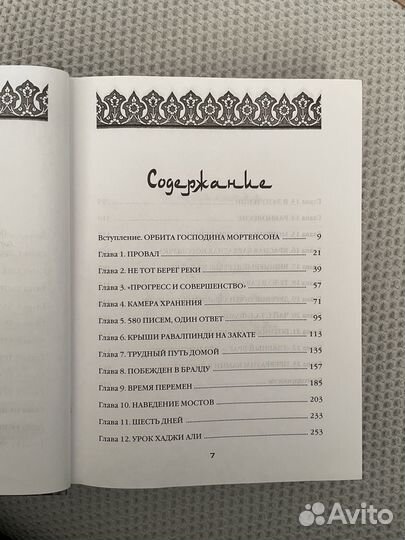 Содержание
Вступление. ОРБИТА ГОСПОДИНА МОРТЕНСОНА 9
Глава 1. ПРОВАЛ 21
Глава 2. НЕ ТОТ БЕРЕГ РЕКИ 39
Глава 3. «ПРОГРЕСС И СОВЕРШЕНСТВО» 57
Глава 4. КАМЕРА ХРАНЕНИЯ 71
Глава 5. 580 ПИСЕМ, ОДИН ОТВЕТ 95
Глава 6. КРЫШИ РАВАЛПИНДИ НА ЗАКАТЕ 113
Глава 7. ТРУДНЫЙ ПУТЬ ДОМОЙ 135
Глава 8. ПОБЕЖДЕН В БРАЛДУ 157
Глава 9. ВРЕМЯ ПЕРЕМЕН 185
Глава 10. НАВЕДЕНИЕ МОСТОВ 203
Глава 11. ШЕСТЬ ДНЕЙ 233
Глава 12. УРОК ХАДЖИ АЛИ 253
7
Avito